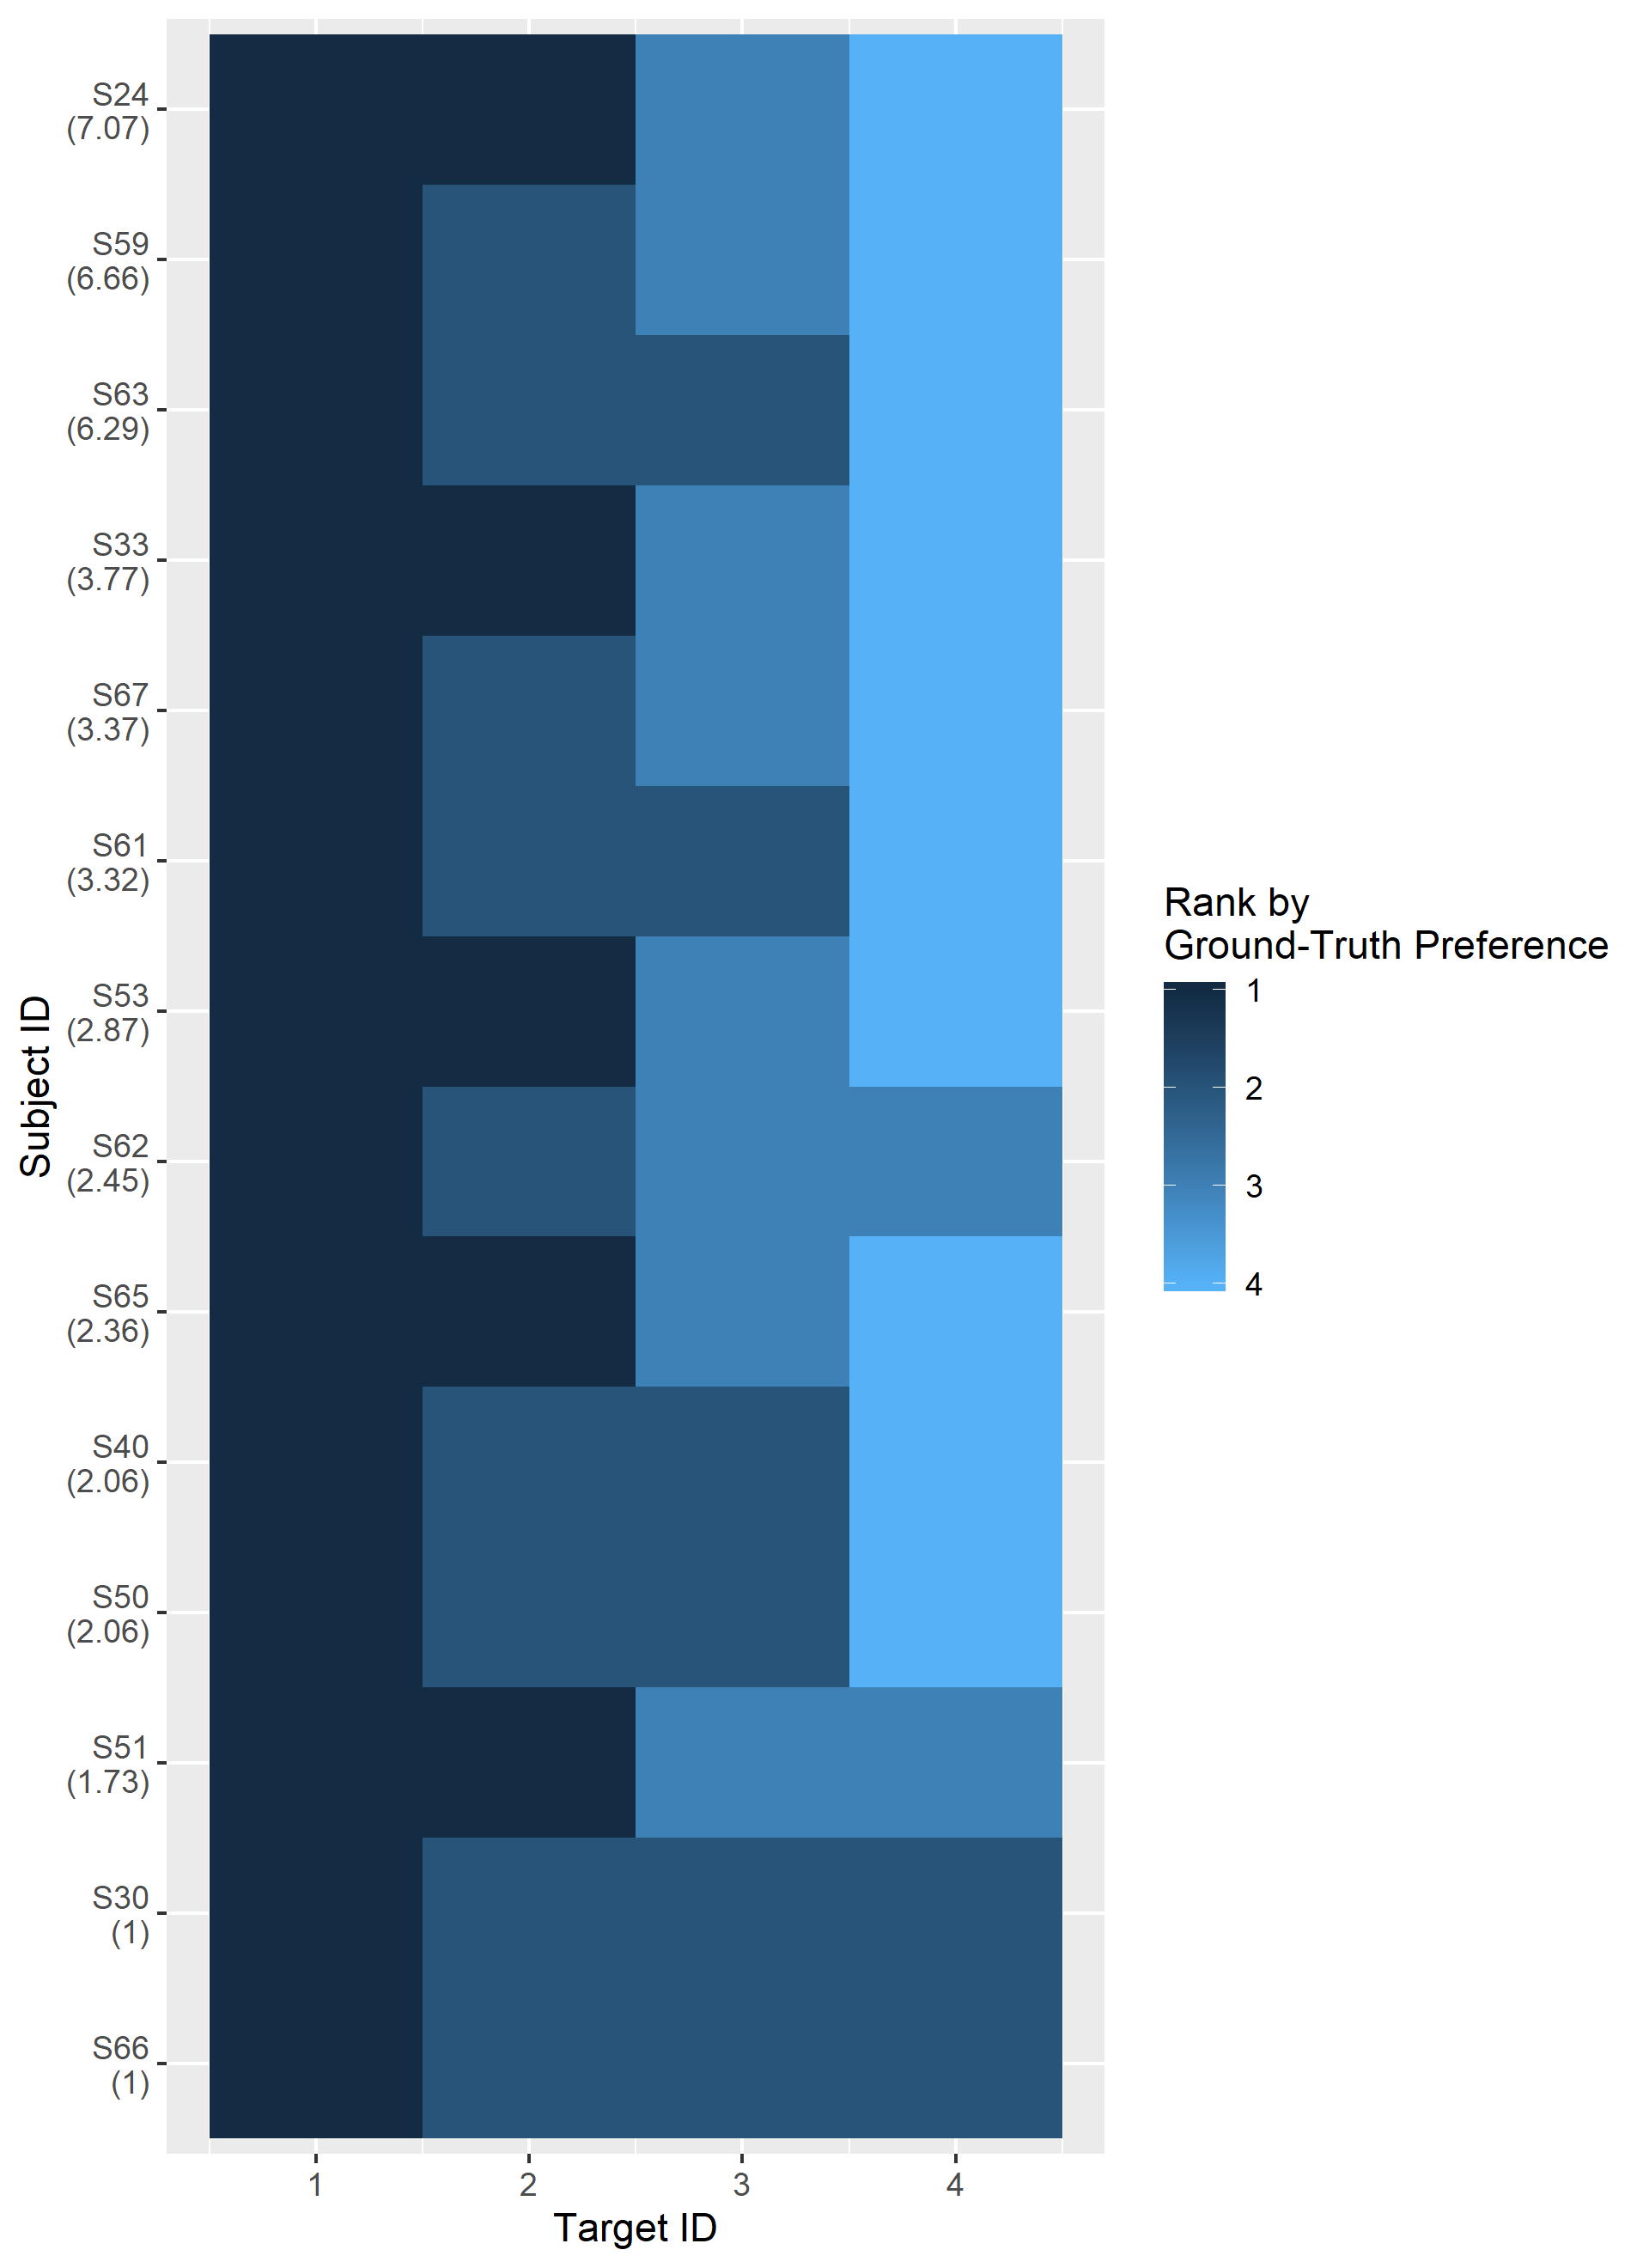 S24
(7.07)
S59
(6.66)
S63
(6.29)
S33
(3.77)
S67
(3.37)
S61
(3.32)
S53
(2.87)
S62
(2.45)
S65
(2.36)
S40
(2.06)
S50
(2.06)
S51
(1.73)
S30
(1)
S66
(1)
Subject ID
1 2 3 4
Target ID
Rank by
Ground-Truth Preference
1
2
3
4